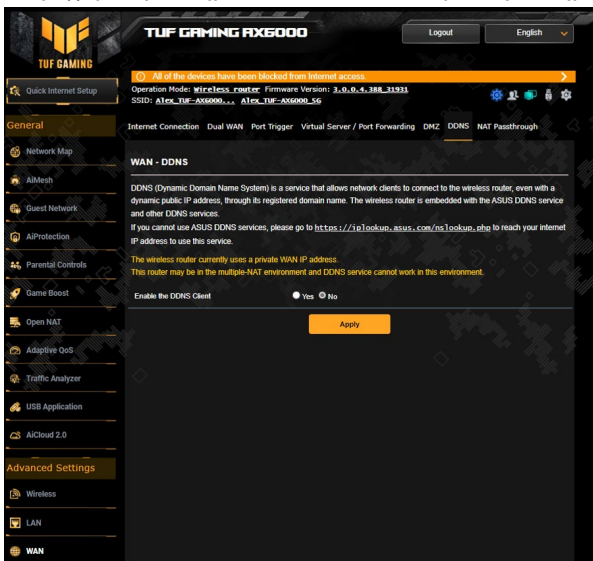 TUF GAMING
TUF GAMING AX6000
Logout
English
All of the devices have been blocked from Internet access.
Quick Internet Setup
Operation Mode: Wireless router Firmware Version: 3.0.0.4.388_31931
SSID: Alex_TUF-AX6000... Alex_TUF-AX6000_5G
General
Internet Connection Dual WAN Port Trigger Virtual Server / Port Forwarding DMZ DDNS NAT Passthrough
Network Map
AiMesh
Guest Network
AiProtection
Parental Controls
Game Boost
Open NAT
Adaptive QoS
Traffic Analyzer
USB Application
AiCloud 2.0
Advanced Settings
Wireless
LAN
WAN
WAN - DDNS
DDNS (Dynamic Domain Name System) is a service that allows network clients to connect to the wireless router, even with a
dynamic public IP address, through its registered domain name. The wireless router is embedded with the ASUS DDNS service
and other DDNS services.
If you cannot use ASUS DDNS services, please go to https://iplookup.asus.com/nslookup.php to reach your internet
IP address to use this service.
The wireless router currently uses a private WAN IP address.
This router may be in the multiple-NAT environment and DDNS service cannot work in this environment.
Enable the DDNS Client Yes No
Apply